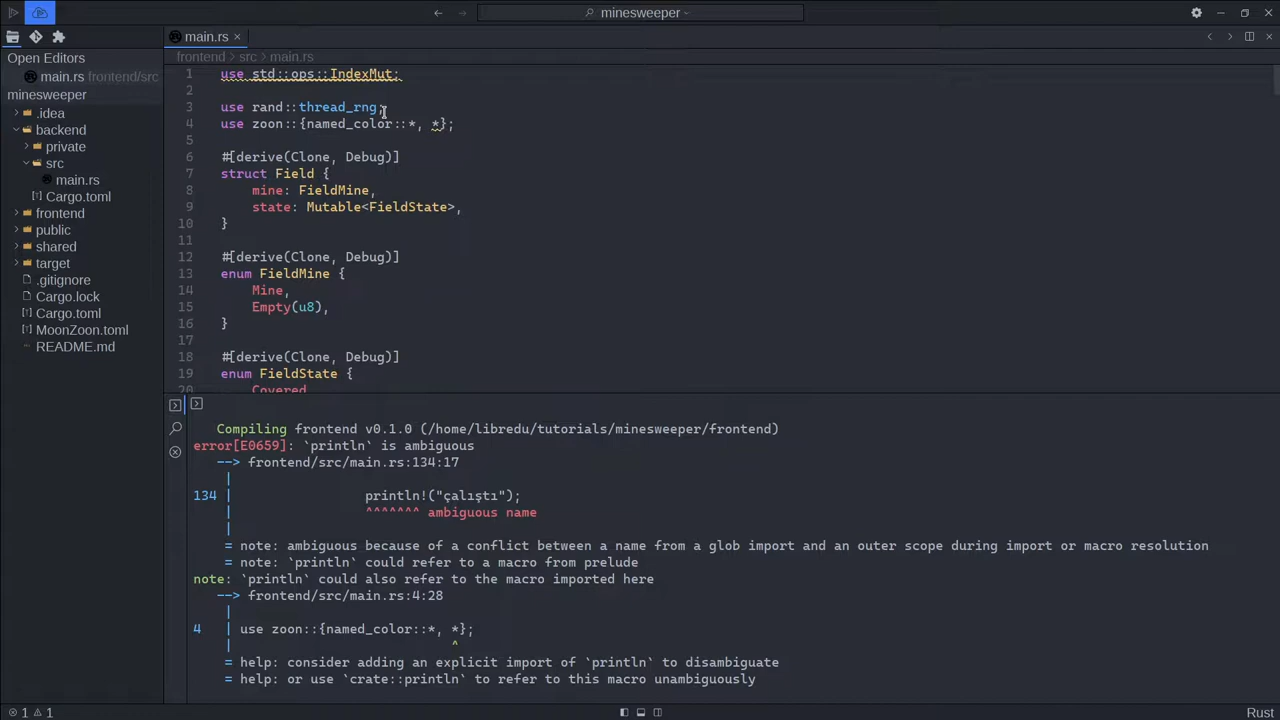 minesweeper
main.rs ×
Open Editors
main.rs frontend/src
minesweeper
.idea
backend
private
src
main.rs
Cargo.toml
frontend
public
shared
target
.gitignore
Cargo.lock
Cargo.toml
MoonZoon.toml
README.md
frontend > src > main.rs
1 use std::ops::IndexMut;
2
3 use rand::thread_rng;
4 use zoon::{named_color::*, *};
5
6 #[derive(Clone, Debug)]
7 struct Field {
8 mine: FieldMine,
9 state: Mutable<FieldState>,
10 }
11
12 #[derive(Clone, Debug)]
13 enum FieldMine {
14 Mine,
15 Empty(u8),
16 }
17
18 #[derive(Clone, Debug)]
19 enum FieldState {
20 Covered
Compiling frontend v0.1.0 (/home/libredu/tutorials/minesweeper/frontend)
error[E0659]: `println` is ambiguous
--> frontend/src/main.rs:134:17
|
134 | println!("çalıştı");
| ^^^^^^^ ambiguous name
|
= note: ambiguous because of a conflict between a name from a glob import and an outer scope during import or macro resolution
= note: `println` could refer to a macro from prelude
note: `println` could also refer to the macro imported here
--> frontend/src/main.rs:4:28
|
4 | use zoon::{named_color::*, *};
| ^
= help: consider adding an explicit import of `println` to disambiguate
= help: or use `crate::println` to refer to this macro unambiguously
1 1
Rust